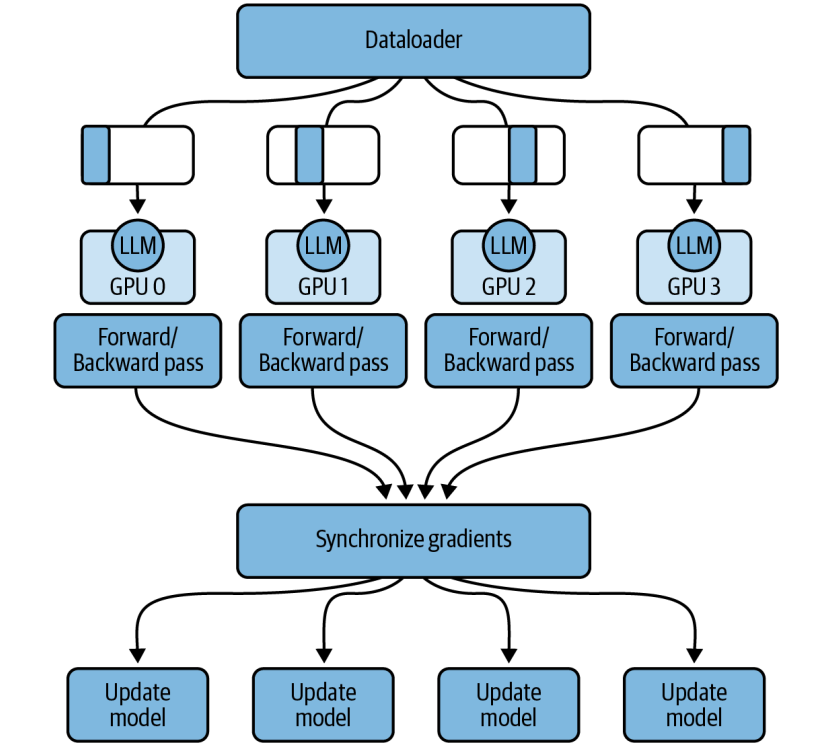 Dataloader
LLM
GPU 0
LLM
GPU 1
LLM
GPU 2
LLM
GPU 3
Forward/
Backward pass
Forward/
Backward pass
Forward/
Backward pass
Forward/
Backward pass
Synchronize gradients
Update
model
Update
model
Update
model
Update
model